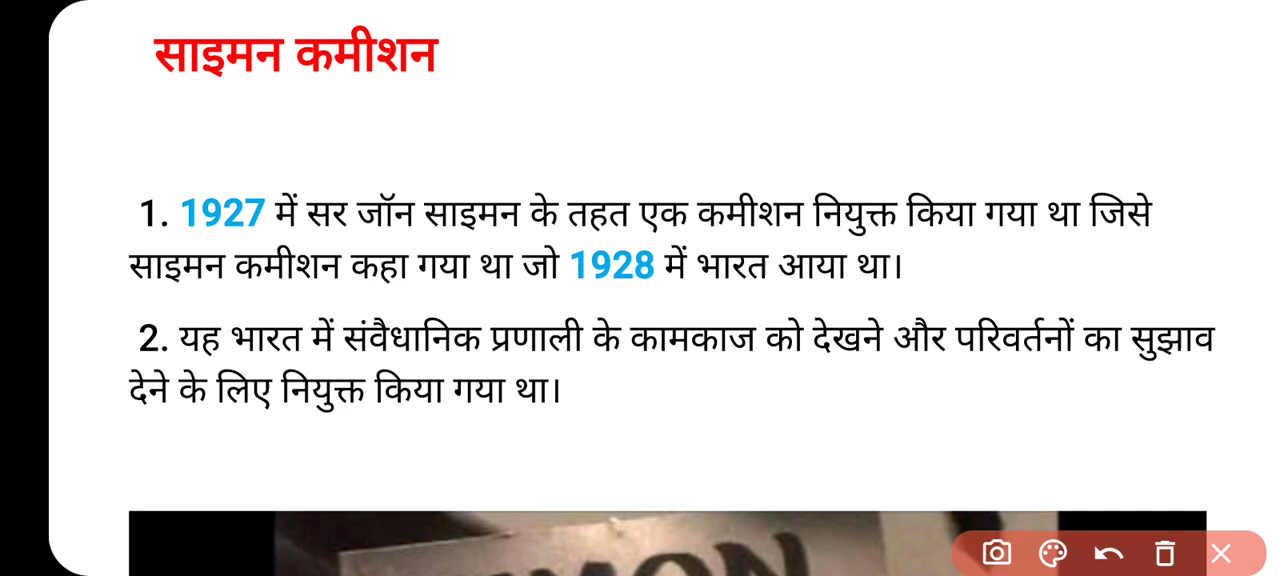 साइमन कमीशन
1. 1927 में सर जॉन साइमन के तहत एक कमीशन नियुक्त किया गया था जिसे
साइमन कमीशन कहा गया था जो 1928 में भारत आया था।
2. यह भारत में संवैधानिक प्रणाली के कामकाज को देखने और परिवर्तनों का सुझाव
देने के लिए नियुक्त किया गया था।